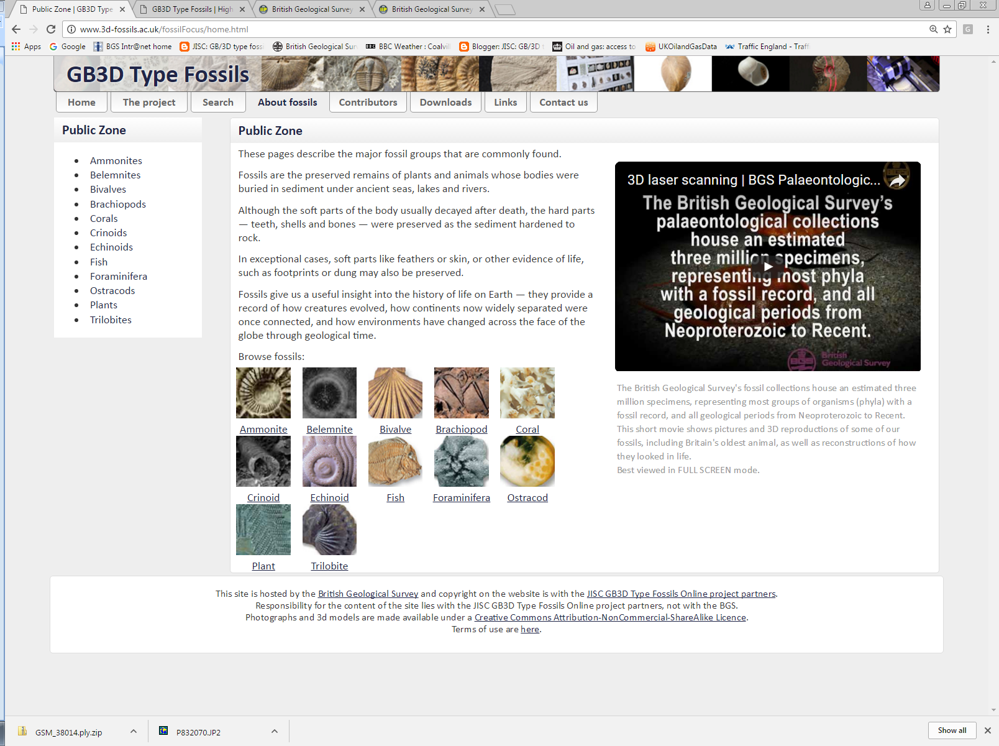 Public Zone | GB3D Type
GB3D Type Fossils | High
British Geological Survey
British Geological Survey
www.3d-fossils.ac.uk/fossilFocus/home.html
G
Apps
Google
BGS Intr@net home
JISC: GB/3D type foss
British Geological Sur
BBC BBC Weather : Coalvil
Blogger: JISC: GB/3D t
Oil and gas: access to
UKOilandGasData
Traffic England - Traff
GB3D Type Fossils
Home
The project
Search
About fossils
Contributors
Downloads
Links
Contact us
Public Zone
Ammonites
Belemnites
Bivalves
Brachiopods
Corals
Crinoids
Echinoids
Fish
Foraminifera
Ostracods
Plants
Trilobites
Public Zone
These pages describe the major fossil groups that are commonly found.
Fossils are the preserved remains of plants and animals whose bodies were
buried in sediment under ancient seas, lakes and rivers.
Although the soft parts of the body usually decayed after death, the hard parts
— teeth, shells and bones — were preserved as the sediment hardened to
rock.
In exceptional cases, soft parts like feathers or skin, or other evidence of life,
such as footprints or dung may also be preserved.
Fossils give us a useful insight into the history of life on Earth — they provide a
record of how creatures evolved, how continents now widely separated were
once connected, and how environments have changed across the face of the
globe through geological time.
Browse fossils:
Ammonite
Belemnite
Bivalve
Brachiopod
Coral
Crinoid
Echinoid
Fish
Foraminifera
Ostracod
Plant
Trilobite
3D laser scanning | BGS Palaeontologic...
The British Geological Survey's
palaeontological collections
house an estimated
three million specimens,
representing most phyla
with a fossil record, and all
geological periods from
Neoproterozoic to Recent.
BGS
British
Geological Survey
The British Geological Survey's fossil collections house an estimated three
million specimens, representing most groups of organisms (phyla) with a
fossil record, and all geological periods from Neoproterozoic to Recent.
This short movie shows pictures and 3D reproductions of some of our
fossils, including Britain's oldest animal, as well as reconstructions of how
they looked in life.
Best viewed in FULL SCREEN mode.
This site is hosted by the British Geological Survey and copyright on the website is with the JISC GB3D Type Fossils Online project partners.
Responsibility for the content of the site lies with the JISC GB3D Type Fossils Online project partners, not with the BGS.
Photographs and 3d models are made available under a Creative Commons Attribution-NonCommercial-ShareAlike Licence.
Terms of use are here.
GSM_38014.ply.zip
P832070.JP2
Show all